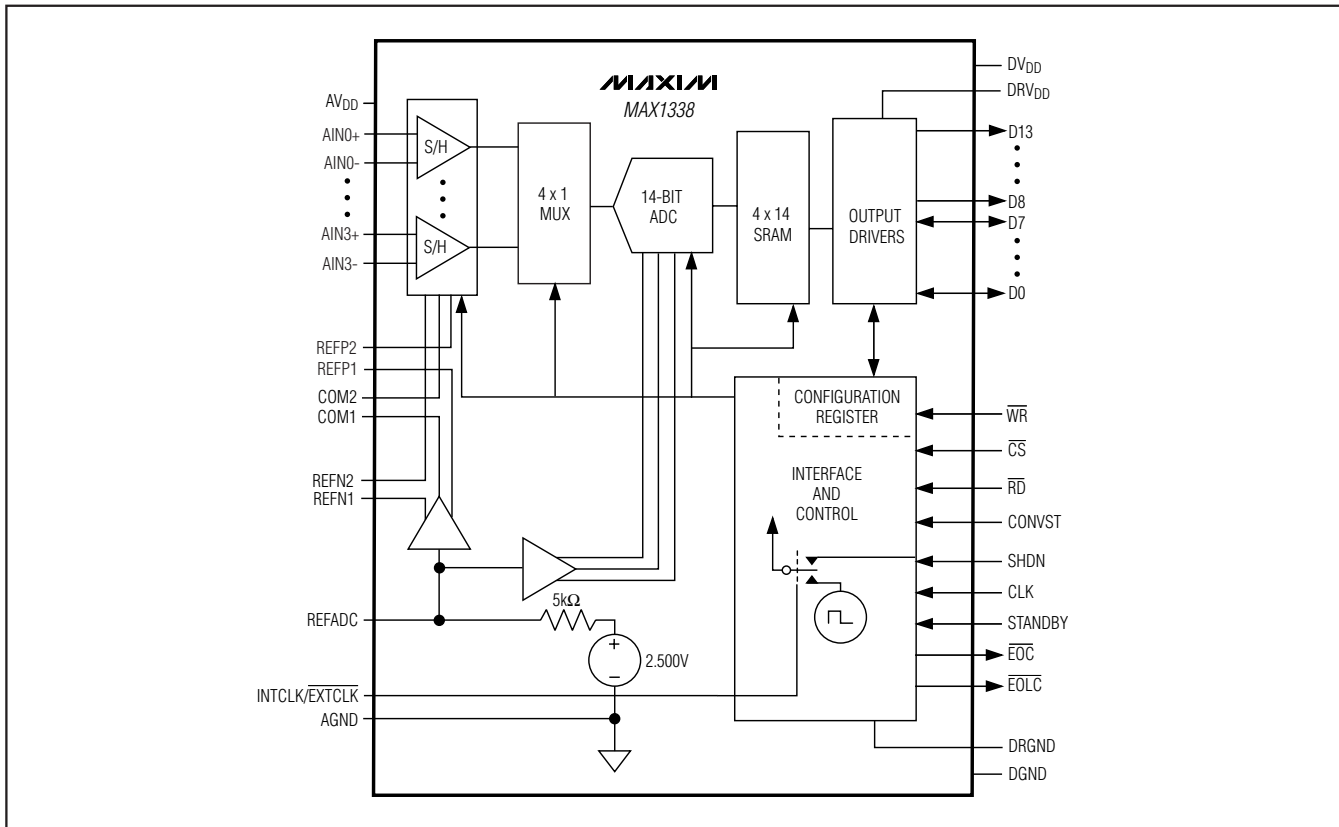 MAXIM
MAX1338
AVDD
AIN0+
AIN0-
AIN3+
AIN3-
REFP2
REFP1
COM2
COM1
REFN2
REFN1
REFADC
INTCLK/EXTCLK
AGND
S/H
S/H
4 x 1
MUX
14-BIT
ADC
4 x 14
SRAM
OUTPUT
DRIVERS
5kΩ
+
2.500V
−
CONFIGURATION
REGISTER
INTERFACE
AND
CONTROL
DVDD
DRVDD
D13
D8
D7
D0
WR
CS
RD
CONVST
SHDN
CLK
STANDBY
EOC
EOLC
DRGND
DGND